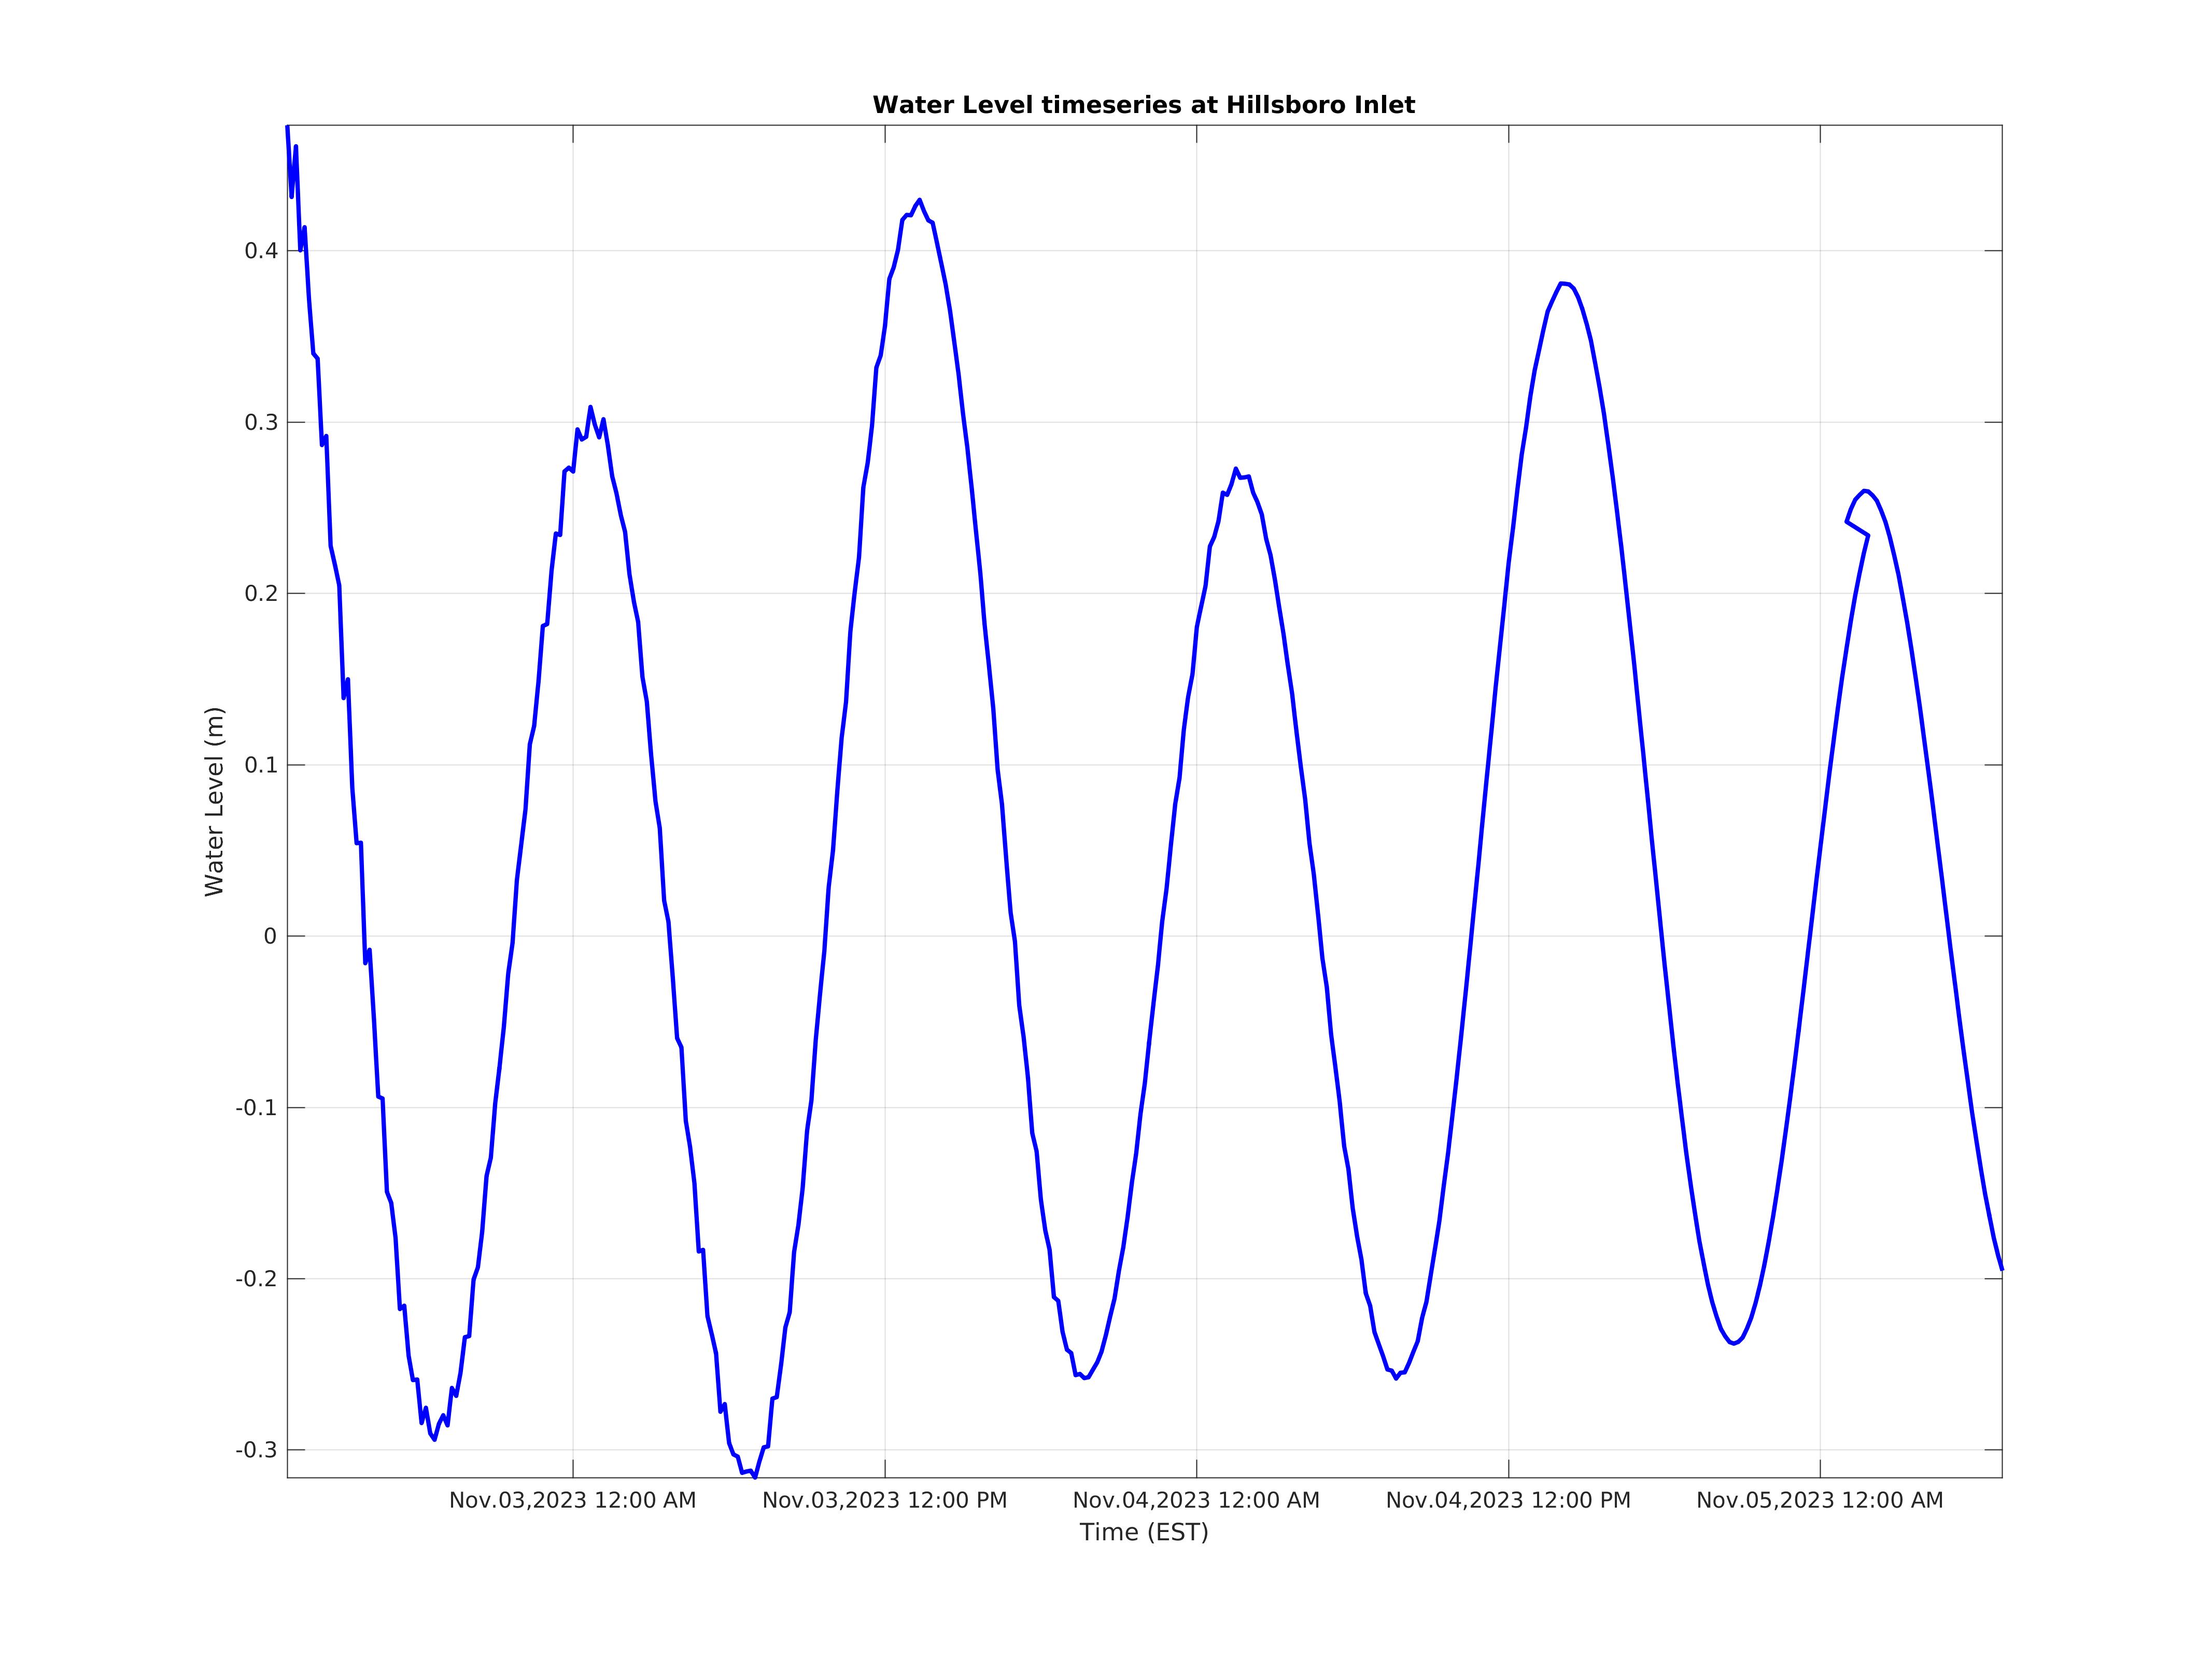 Water Level timeseries at Hillsboro Inlet
Water Level (m)
0.4
0.3
0.2
0.1
0
-0.1
-0.2
-0.3
Nov.03,2023 12:00 AM
Nov.03,2023 12:00 PM
Nov.04,2023 12:00 AM
Nov.04,2023 12:00 PM
Nov.05,2023 12:00 AM
Time (EST)